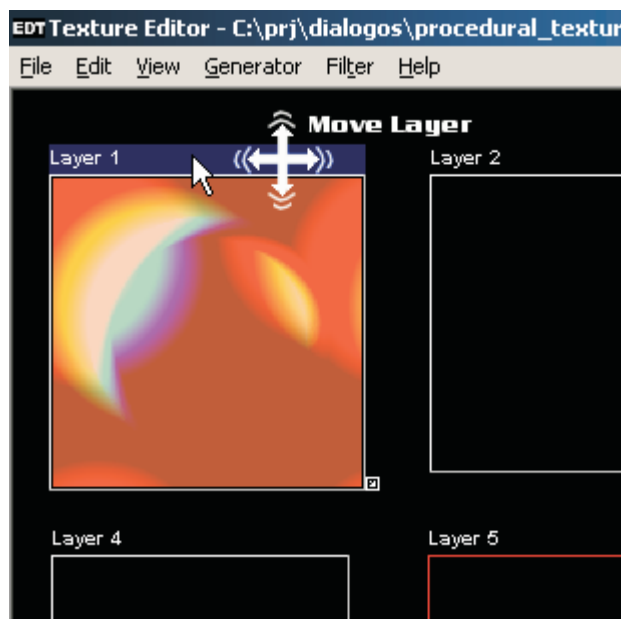 EDT Texture Editor - C:\prj\dialogos\procedural_textur
File Edit View Generator Filter Help
Move Layer
Layer 1
Layer 2
Layer 4
Layer 5